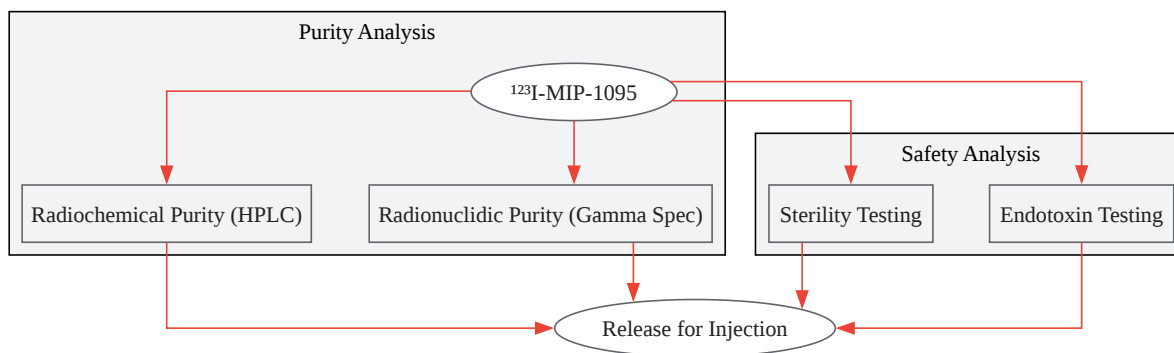 Purity Analysis
¹²³I-MIP-1095
Safety Analysis
Radiochemical Purity (HPLC)
Radionuclidic Purity (Gamma Spec)
Sterility Testing
Endotoxin Testing
Release for Injection